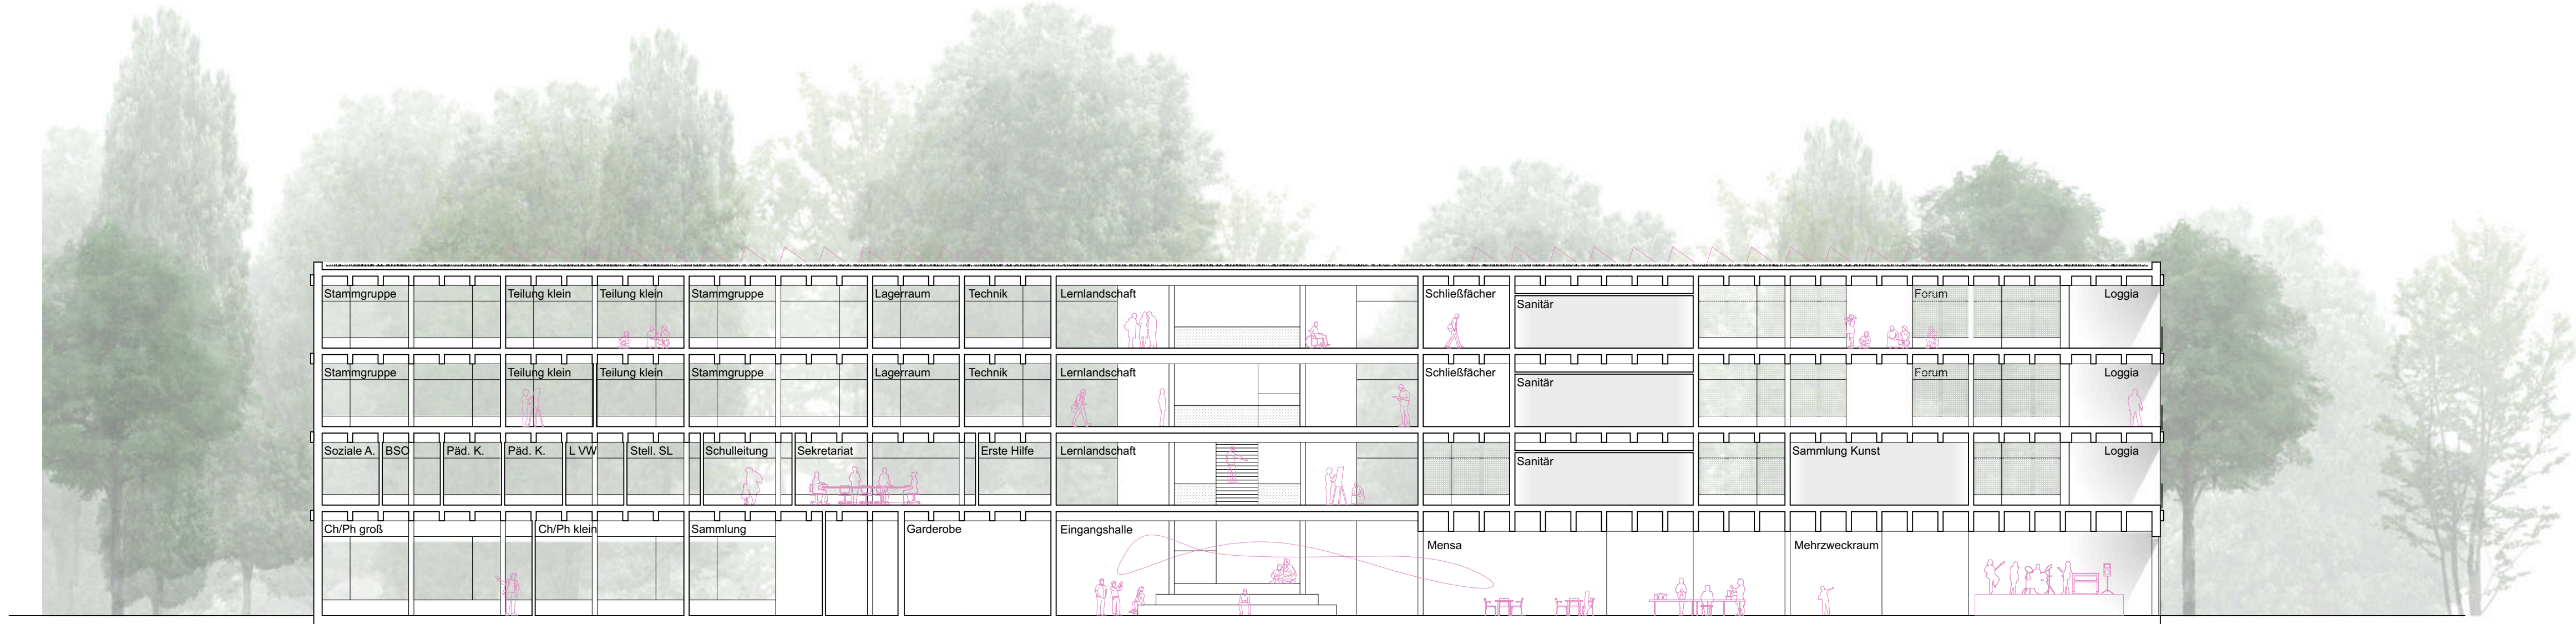 Stammgruppe
Teilung klein
Teilung klein
Stammgruppe
Lagerraum
Technik
Lernlandschaft
Schließfächer
Sanitär
Forum
Loggia
Stammgruppe
Teilung klein
Teilung klein
Stammgruppe
Lagerraum
Technik
Lernlandschaft
Schließfächer
Sanitär
Forum
Loggia
Soziale A.
BSO
Päd. K.
Päd. K.
L VW
Stell. SL
Schulleitung
Sekretariat
Erste Hilfe
Lernlandschaft
Sanitär
Sammlung Kunst
Loggia
Ch/Ph groß
Ch/Ph klein
Sammlung
Garderobe
Eingangshalle
Mensa
Mehrzweckraum